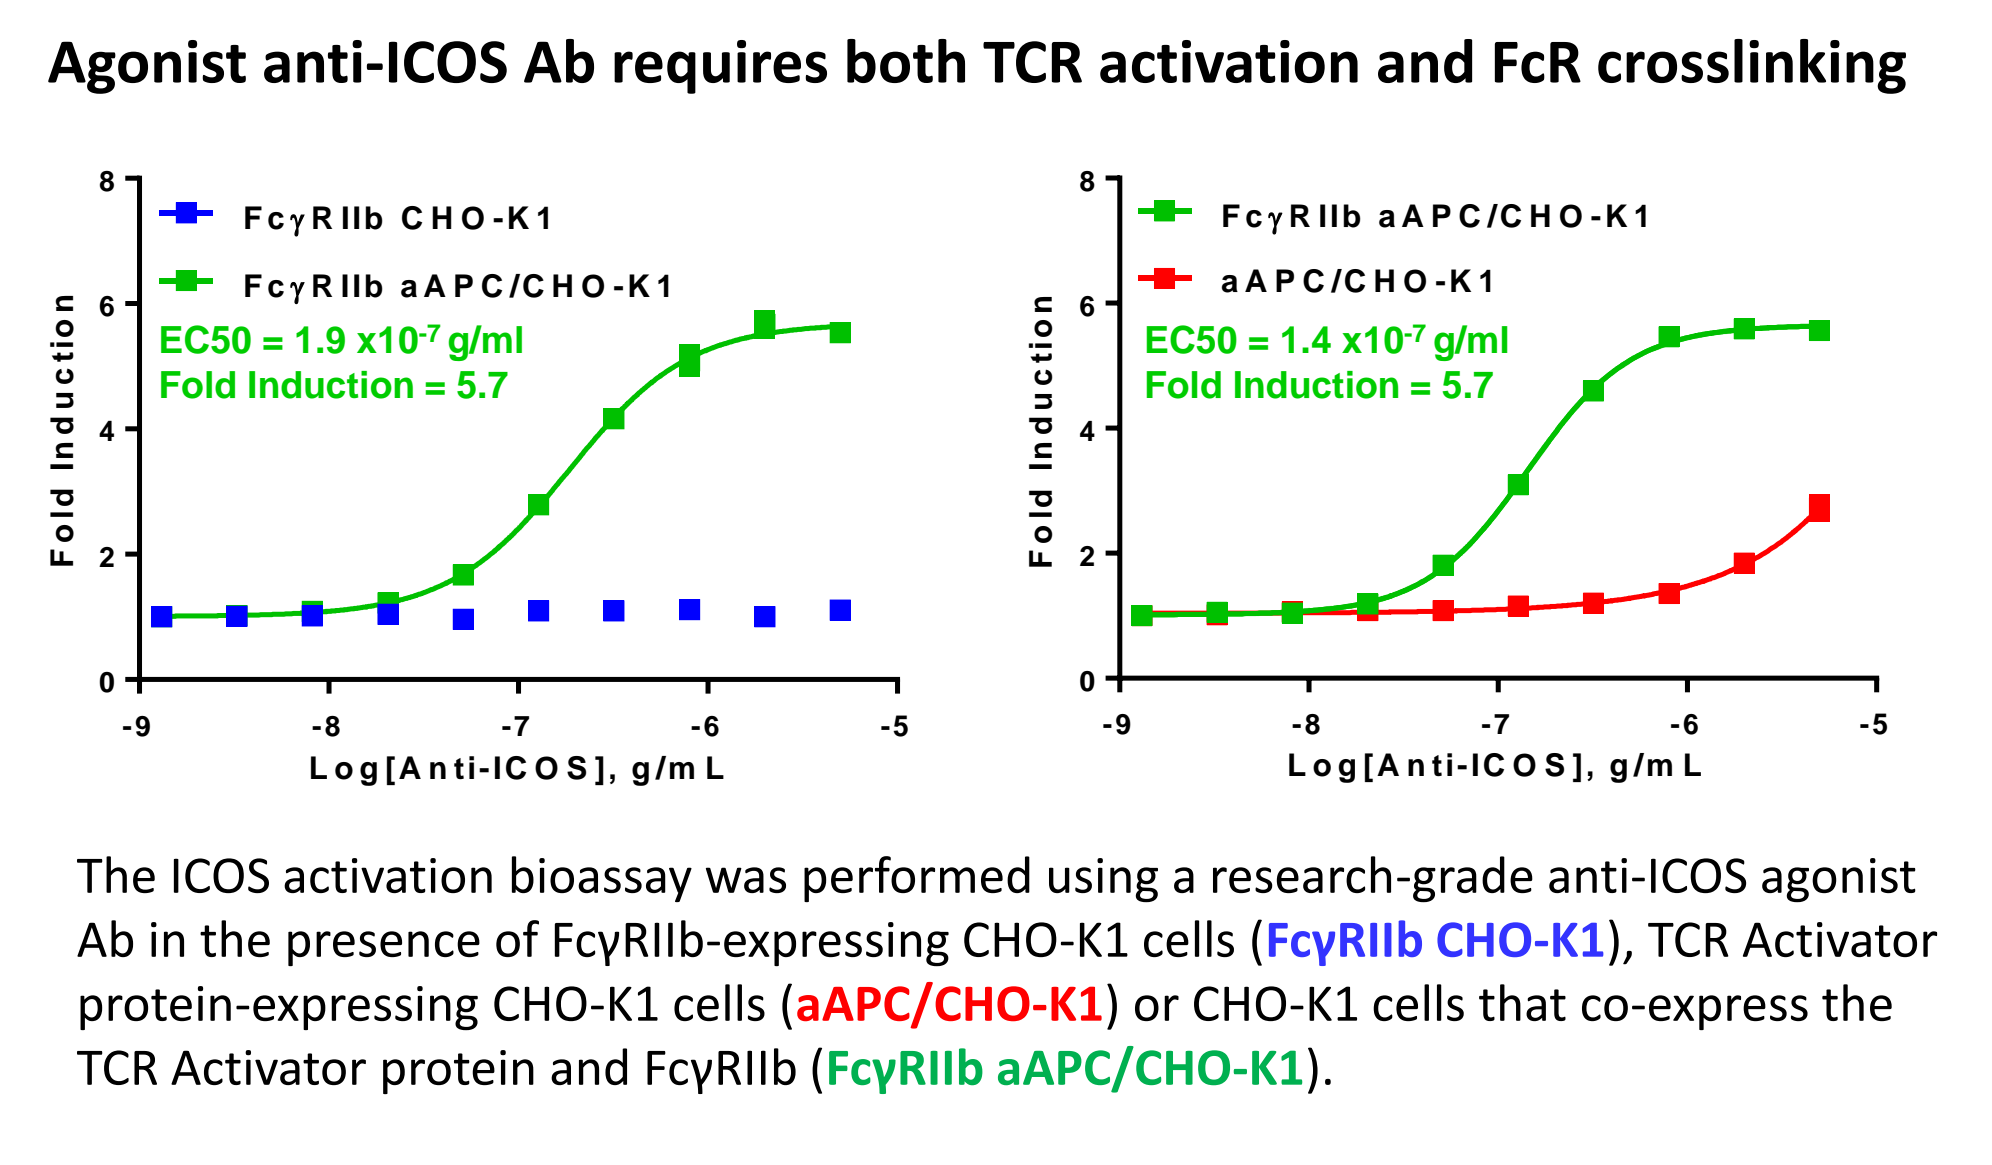 Agonist anti-ICOS Ab requires both TCR activation and FcR crosslinking
8
6
4
2
0
Fold Induction
FcγRIIb CHO-K1
FcγRIIb aAPC/CHO-K1
EC50 = 1.9 x10⁻⁷ g/ml
Fold Induction = 5.7
-9
-8
-7
-6
-5
Log[Anti-ICOS], g/mL
8
6
4
2
0
Fold Induction
FcγRIIb aAPC/CHO-K1
aAPC/CHO-K1
EC50 = 1.4 x10⁻⁷ g/ml
Fold Induction = 5.7
-9
-8
-7
-6
-5
Log[Anti-ICOS], g/mL
The ICOS activation bioassay was performed using a research-grade anti-ICOS agonist
Ab in the presence of FcγRIIb-expressing CHO-K1 cells (FcγRIIb CHO-K1), TCR Activator
protein-expressing CHO-K1 cells (aAPC/CHO-K1) or CHO-K1 cells that co-express the
TCR Activator protein and FcγRIIb (FcγRIIb aAPC/CHO-K1).